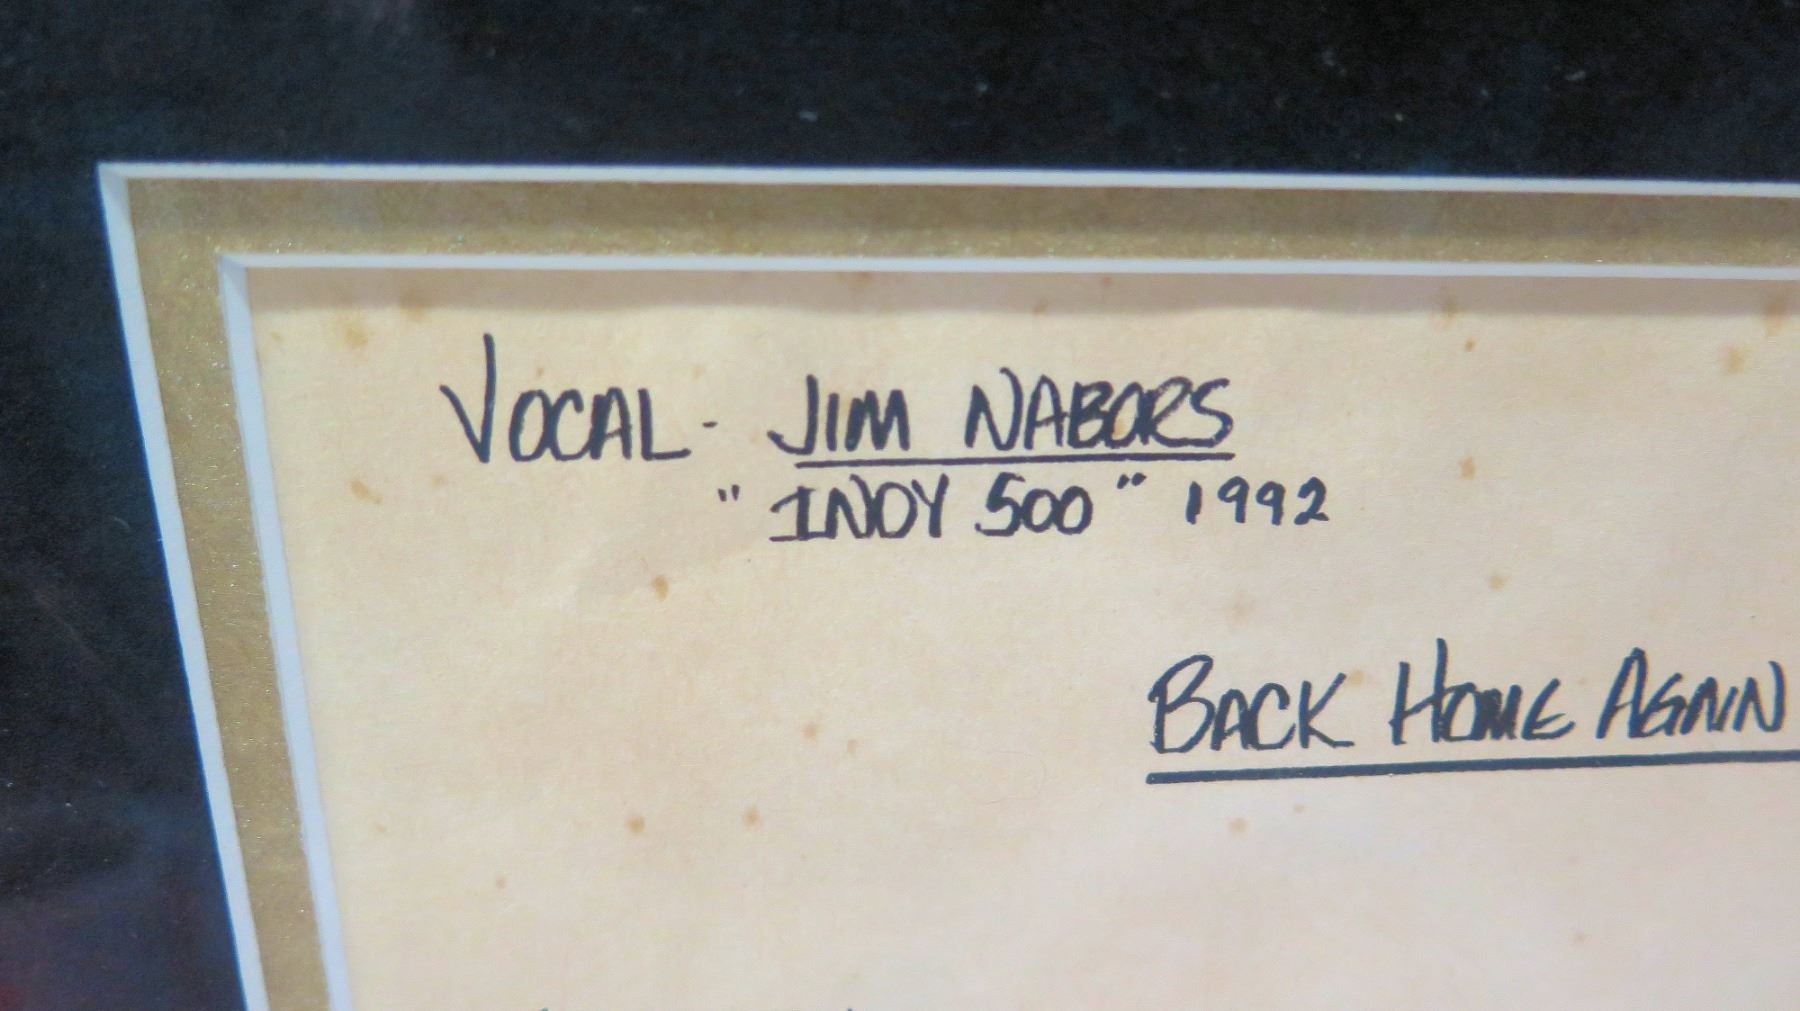 VOCAL - JIM NABORS
"INDY 500" 1992
BACK HOME AGAIN